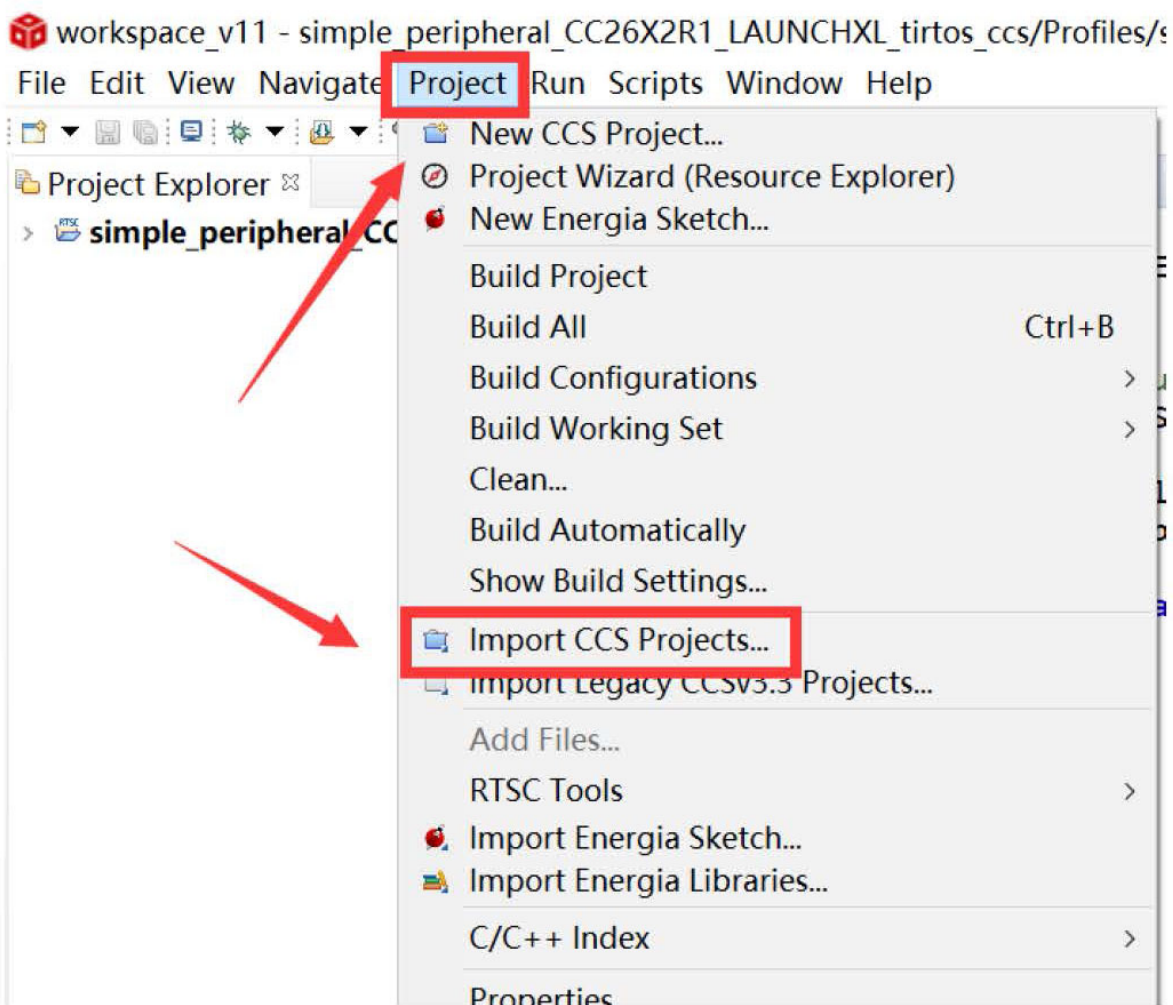 workspace_v11 - simple_peripheral_CC26X2R1_LAUNCHXL_tirtos_ccs/Profiles/s
File Edit View Navigate Project Run Scripts Window Help
Project Explorer
RTSC simple_peripheral_CC
New CCS Project...
Project Wizard (Resource Explorer)
New Energia Sketch...
Build Project
Build All Ctrl+B
Build Configurations
Build Working Set
Clean...
Build Automatically
Show Build Settings...
Import CCS Projects...
Import Legacy CCSv3.3 Projects...
Add Files...
RTSC Tools
Import Energia Sketch...
Import Energia Libraries...
C/C++ Index
Properties